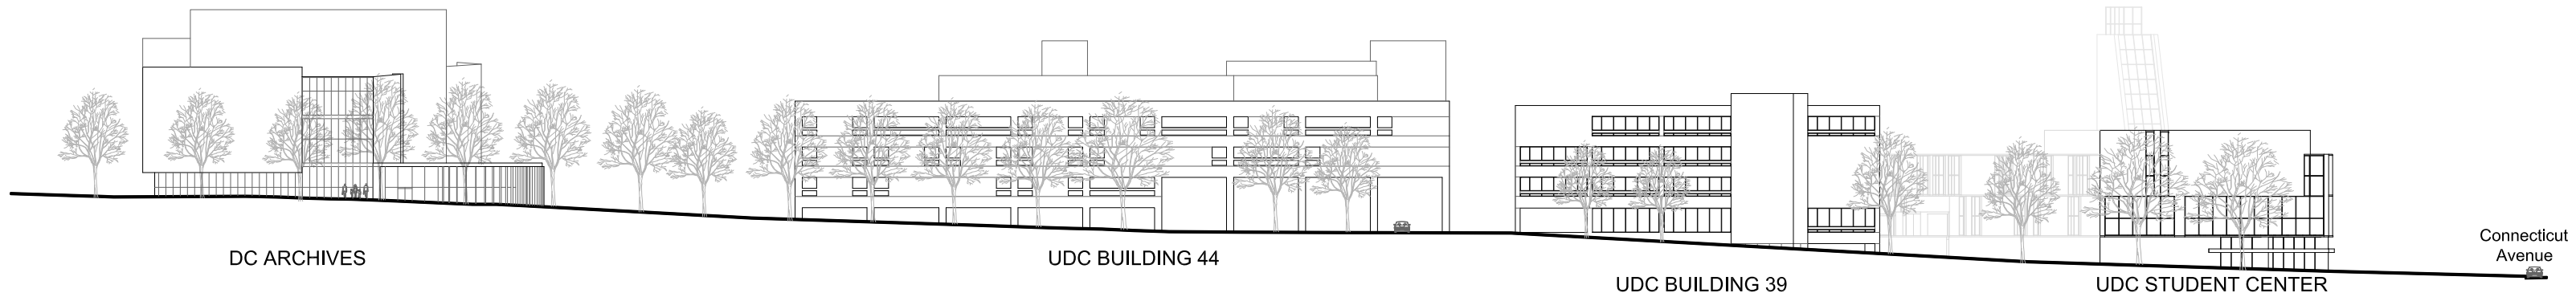 DC ARCHIVES
UDC BUILDING 44
UDC BUILDING 39
UDC STUDENT CENTER
Connecticut
Avenue